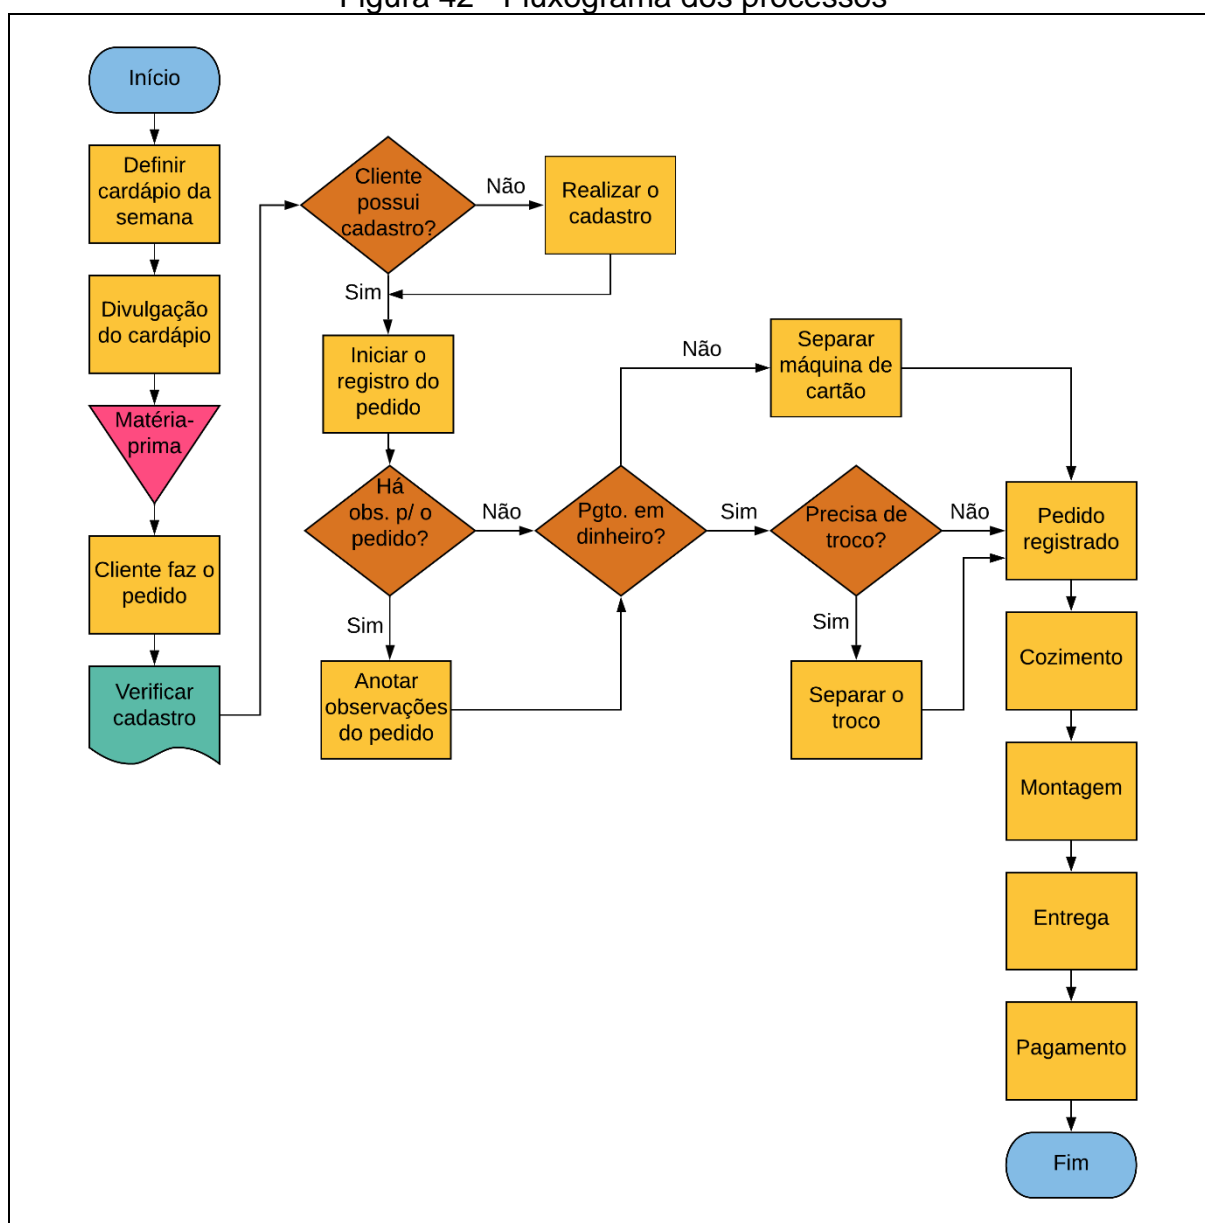 Figura 42 - Fluxograma dos processos
Início
Definir
cardápio da
semana
Divulgação
do cardápio
Matéria-
prima
Cliente faz o
pedido
Verificar
cadastro
Cliente
possui
cadastro?
Não
Realizar o
cadastro
Sim
Iniciar o
registro do
pedido
Há
obs. p/ o
pedido?
Não
Sim
Anotar
observações
do pedido
Pgto. em
dinheiro?
Não
Separar
máquina de
cartão
Sim
Precisa de
troco?
Não
Sim
Separar o
troco
Pedido
registrado
Cozimento
Montagem
Entrega
Pagamento
Fim